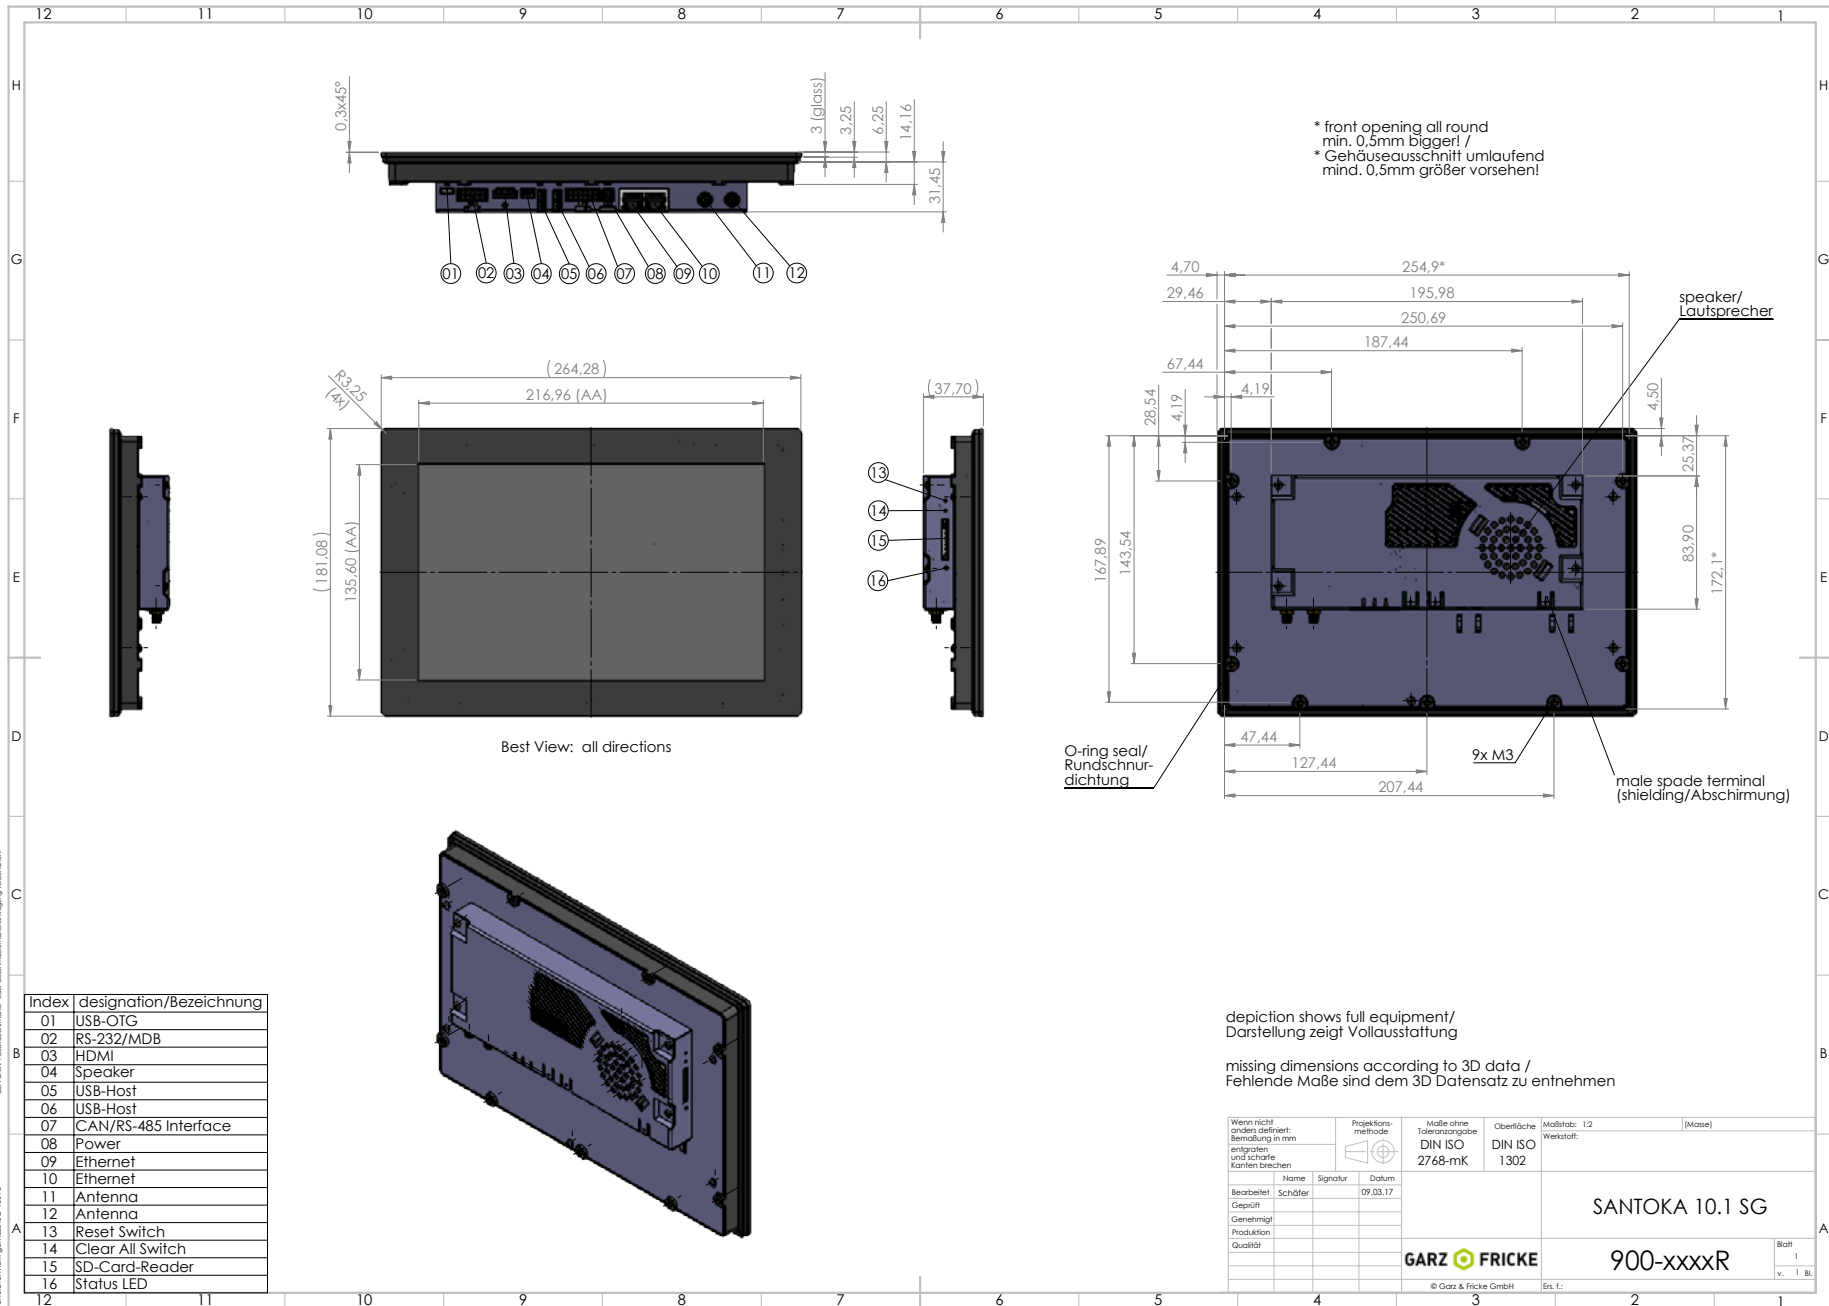 12 11 10 9 8 7 6 5 4 3 2 1
H
H
0,3x45°
3 (glass)
3,25
6,25
14,16
31,45
* front opening all round
min. 0,5mm bigger! /
* Gehäuseausschnitt umlaufend
mind. 0,5mm größer vorsehen!
G
G
01 02 03 04 05 06 07 08 09 10 11 12
4,70
254,9*
29,46
195,98
250,69
187,44
67,44
4,19
28,54
4,19
4,50
25,37
speaker/
Lautsprecher
F
F
R3,25
(4x)
(264,28)
216,96 (AA)
(37,70)
13
14
15
16
(181,08)
135,60 (AA)
167,89
143,54
83,90
172,1*
E
E
D
D
Best View: all directions
O-ring seal/
Rundschnur-
dichtung
47,44
127,44
207,44
9x M3
male spade terminal
(shielding/Abschirmung)
C
C
Index designation/Bezeichnung
01 USB-OTG
02 RS-232/MDB
03 HDMI
04 Speaker
05 USB-Host
06 USB-Host
07 CAN/RS-485 Interface
08 Power
09 Ethernet
10 Ethernet
11 Antenna
12 Antenna
13 Reset Switch
14 Clear All Switch
15 SD-Card-Reader
16 Status LED
B
B
depiction shows full equipment/
Darstellung zeigt Vollausstattung
missing dimensions according to 3D data /
Fehlende Maße sind dem 3D Datensatz zu entnehmen
Wenn nicht
anders definiert:
Bemaßung in mm
entgraten
und scharfe
Kanten brechen
Projektions-
methode
Maße ohne
Toleranzangabe
DIN ISO
2768-mK
Oberfläche
DIN ISO
1302
Maßstab: 1:2
(Masse)
Werkstoff:
Name Signatur Datum
Bearbeitet Schäfer 09.03.17
Geprüft
Genehmigt
Produktion
Qualität
SANTOKA 10.1 SG
GARZ FRICKE
900-xxxxR
Blatt
1
v. 1 Bl.
© Garz & Fricke GmbH
Ers. f.:
A
A
12 11 10 9 8 7 6 5 4 3 2 1